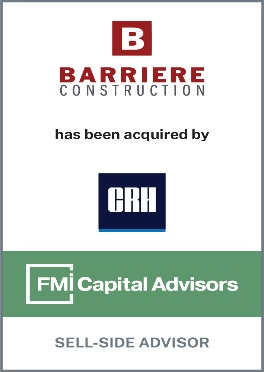 B
BARRIERE
CONSTRUCTION
has been acquired by
CRH
FMI Capital Advisors
SELL-SIDE ADVISOR